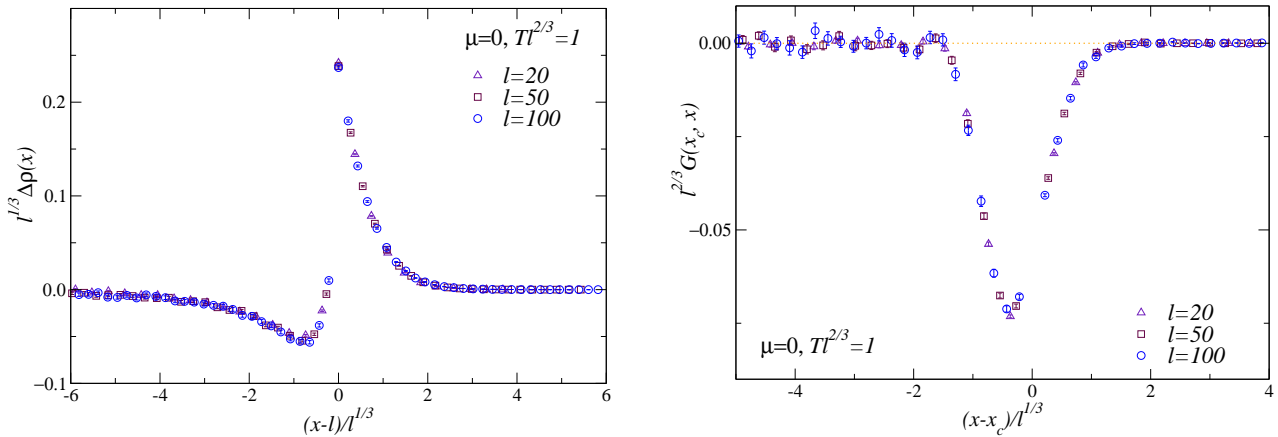 μ=0, Tl^{2/3}=1
l=20
l=50
l=100
l^{1/3}Δρ(x)
0.2
0.1
0.0
−0.1
−6 −4 −2 0 2 4 6
(x-l)/l^{1/3}
l^{2/3}G(x_c, x)
0.00
−0.05
μ=0, Tl^{2/3}=1
l=20
l=50
l=100
−4 −2 0 2 4
(x-x_c)/l^{1/3}